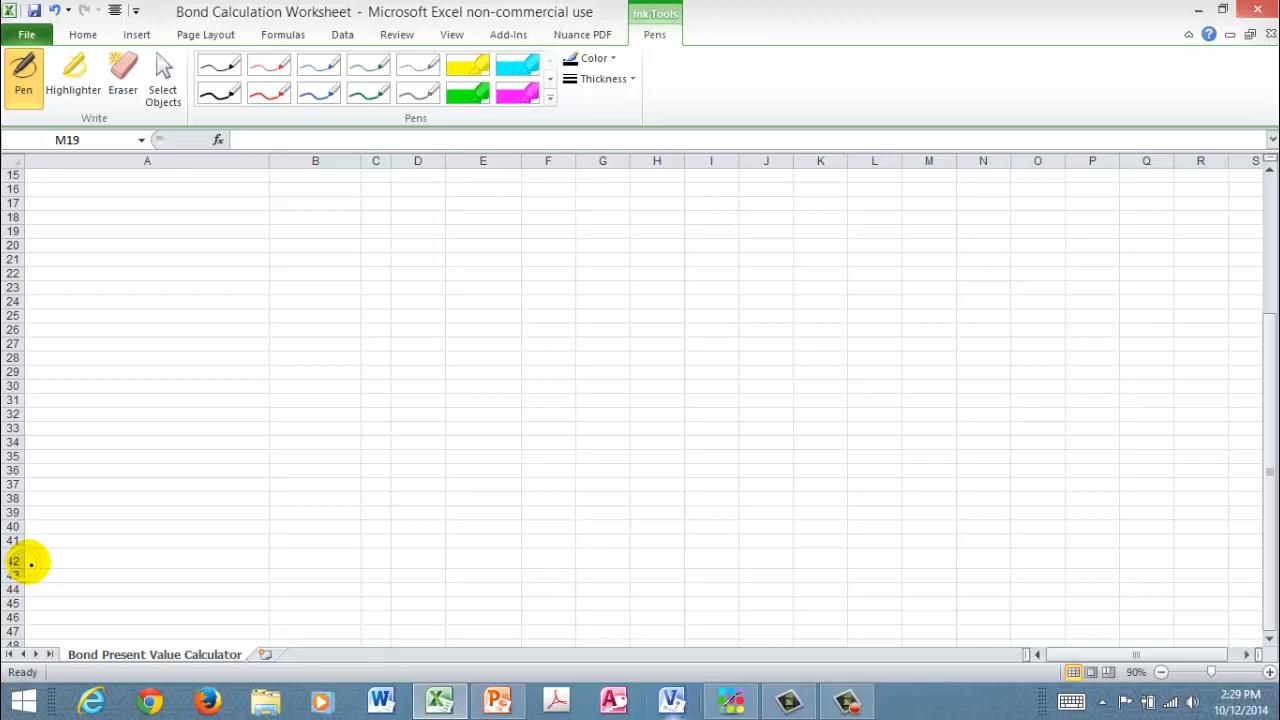 Bond Calculation Worksheet - Microsoft Excel non-commercial use
Ink Tools
File Home Insert Page Layout Formulas Data Review View Add-Ins Nuance PDF Pens
Pen Highlighter Eraser Select Objects
Color
Thickness
Write Pens
M19 fx
A B C D E F G H I J K L M N O P Q R S
15
16
17
18
19
20
21
22
23
24
25
26
27
28
29
30
31
32
33
34
35
36
37
38
39
40
41
42
43
44
45
46
47
48
Bond Present Value Calculator
Ready 90%
2:29 PM
10/12/2014